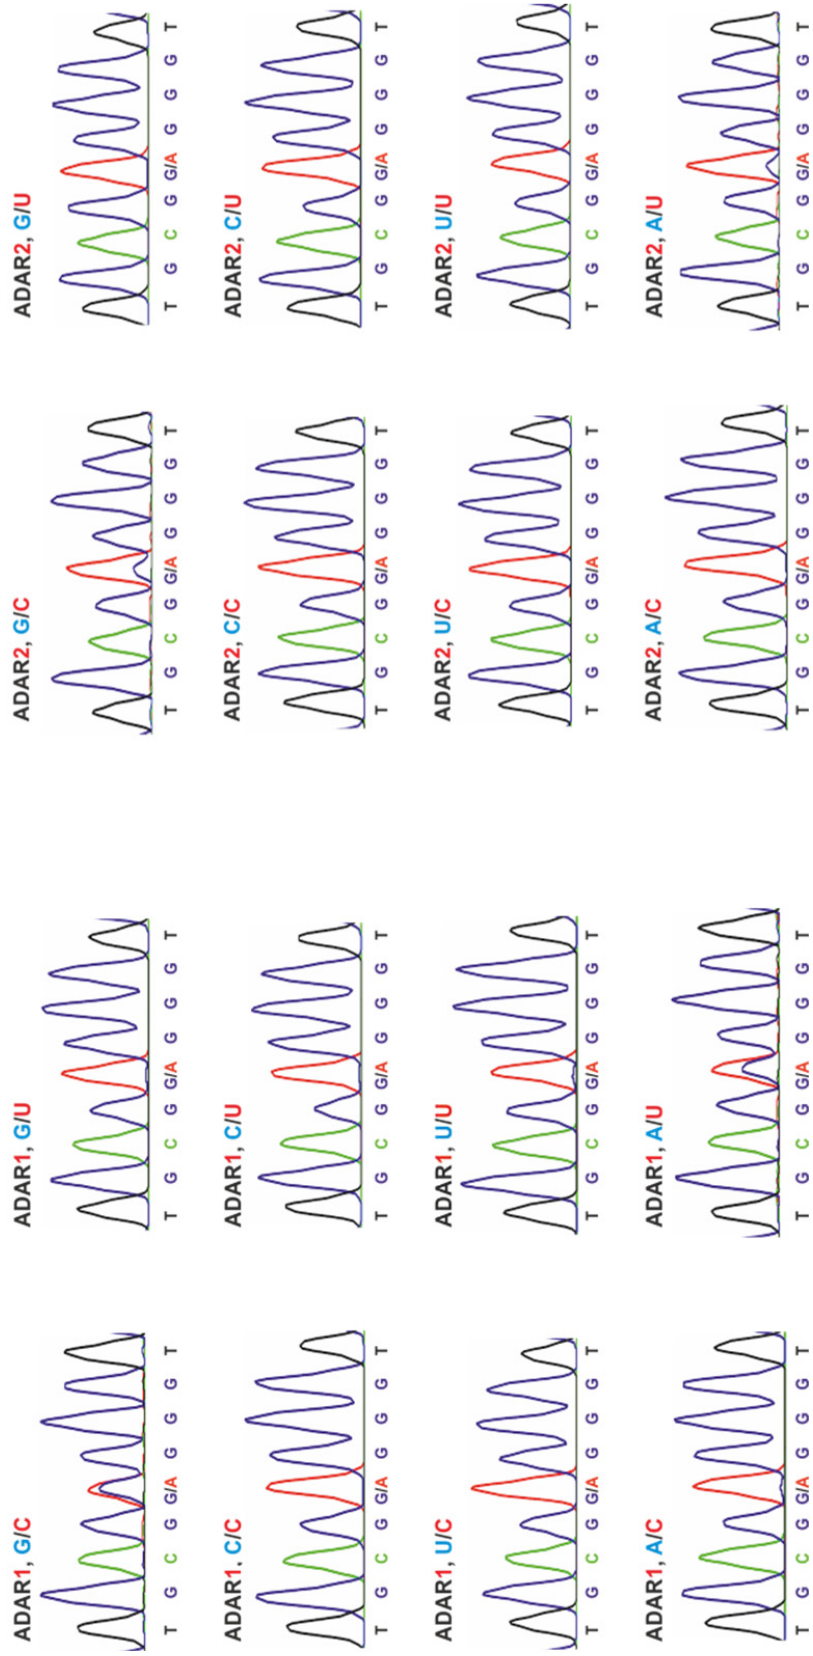 ADAR1, G/C
ADAR1, G/U
ADAR2, G/C
ADAR2, G/U
T G C G G/A G G G T
T G C G G/A G G G T
T G C G G/A G G G T
T G C G G/A G G G T
ADAR1, C/C
ADAR1, C/U
ADAR2, C/C
ADAR2, C/U
T G C G G/A G G G T
T G C G G/A G G G T
T G C G G/A G G G T
T G C G G/A G G G T
ADAR1, U/C
ADAR1, U/U
ADAR2, U/C
ADAR2, U/U
T G C G G/A G G G T
T G C G G/A G G G T
T G C G G/A G G G T
T G C G G/A G G G T
ADAR1, A/C
ADAR1, A/U
ADAR2, A/C
ADAR2, A/U
T G C G G/A G G G T
T G C G G/A G G G T
T G C G G/A G G G T
T G C G G/A G G G T